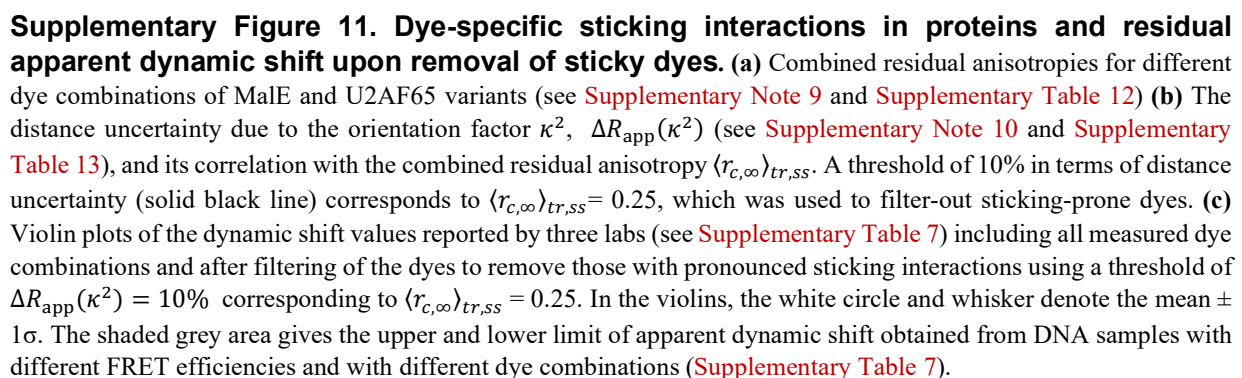 Supplementary Figure 11. Dye-specific sticking interactions in proteins and residual
apparent dynamic shift upon removal of sticky dyes. (a) Combined residual anisotropies for different
dye combinations of MalE and U2AF65 variants (see Supplementary Note 9 and Supplementary Table 12) (b) The
distance uncertainty due to the orientation factor κ², ΔR_app(κ²) (see Supplementary Note 10 and Supplementary
Table 13), and its correlation with the combined residual anisotropy ⟨r_c,∞⟩_tr,ss. A threshold of 10% in terms of distance
uncertainty (solid black line) corresponds to ⟨r_c,∞⟩_tr,ss= 0.25, which was used to filter-out sticking-prone dyes. (c)
Violin plots of the dynamic shift values reported by three labs (see Supplementary Table 7) including all measured dye
combinations and after filtering of the dyes to remove those with pronounced sticking interactions using a threshold of
ΔR_app(κ²) = 10% corresponding to ⟨r_c,∞⟩_tr,ss = 0.25. In the violins, the white circle and whisker denote the mean ±
1σ. The shaded grey area gives the upper and lower limit of apparent dynamic shift obtained from DNA samples with
different FRET efficiencies and with different dye combinations (Supplementary Table 7).